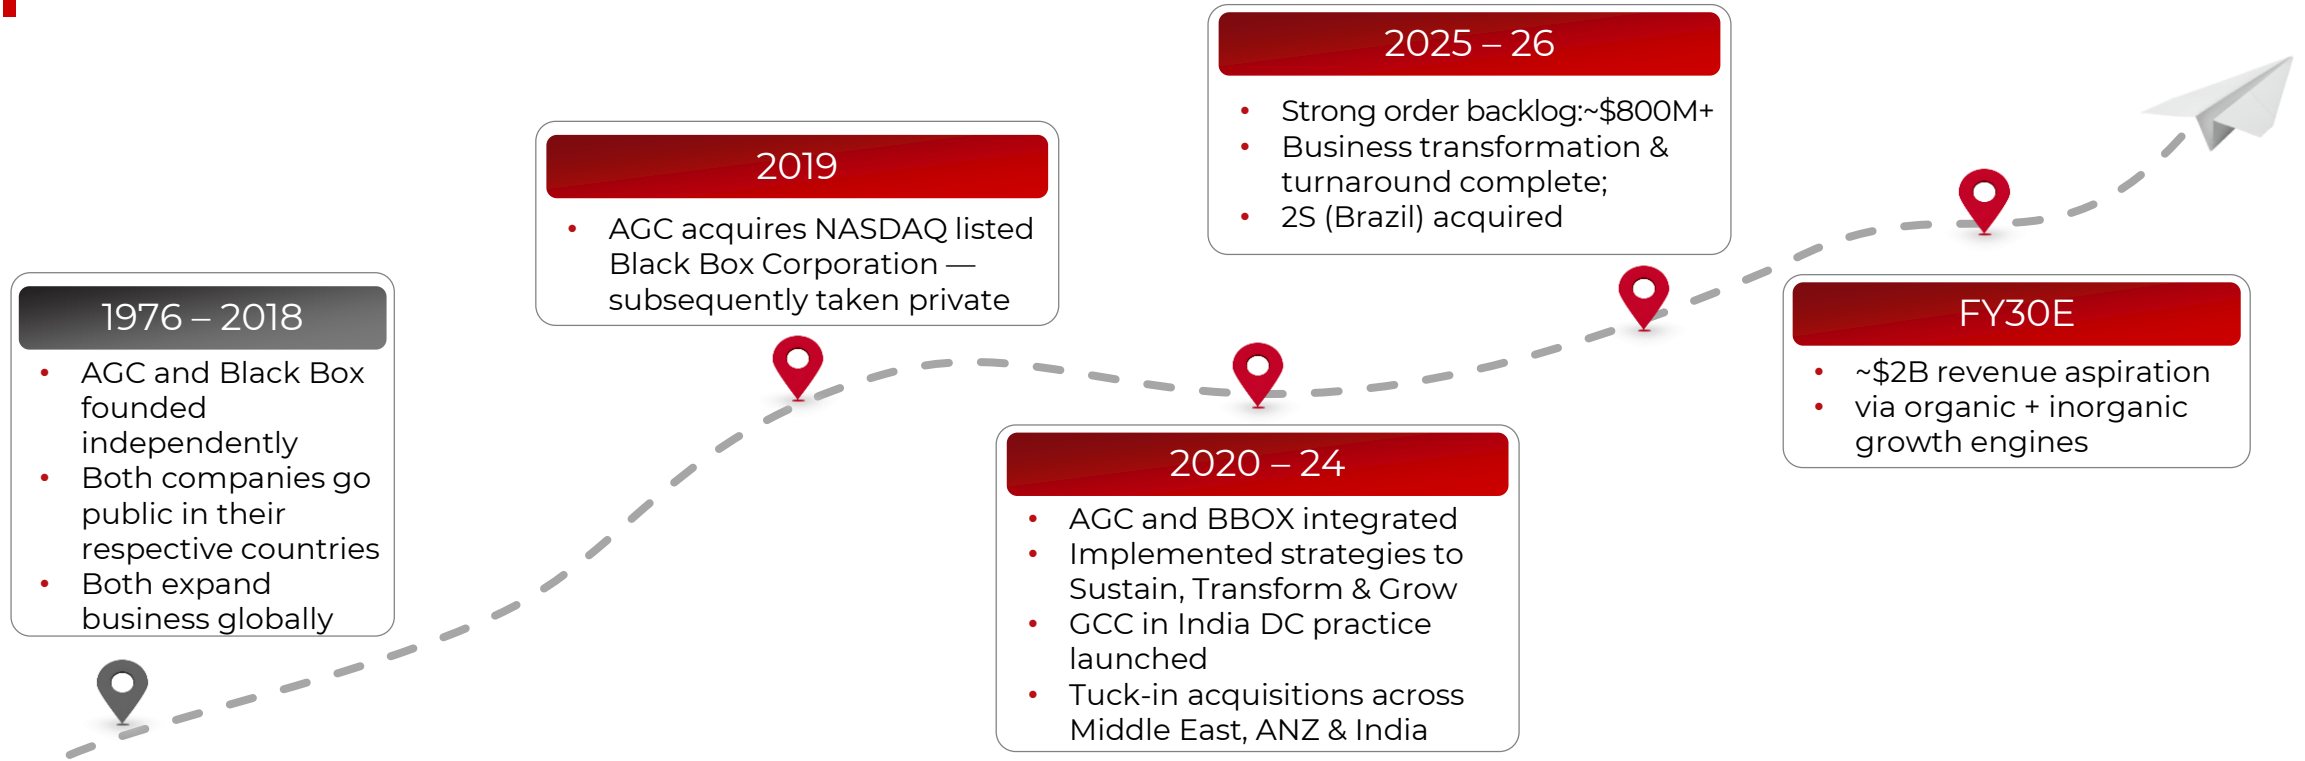 1976 – 2018
• AGC and Black Box
founded
independently
• Both companies go
public in their
respective countries
• Both expand
business globally
2019
• AGC acquires NASDAQ listed
Black Box Corporation —
subsequently taken private
2020 – 24
• AGC and BBOX integrated
• Implemented strategies to
Sustain, Transform & Grow
• GCC in India DC practice
launched
• Tuck-in acquisitions across
Middle East, ANZ & India
2025 – 26
• Strong order backlog:~$800M+
• Business transformation &
turnaround complete;
• 2S (Brazil) acquired
FY30E
• ~$2B revenue aspiration
• via organic + inorganic
growth engines